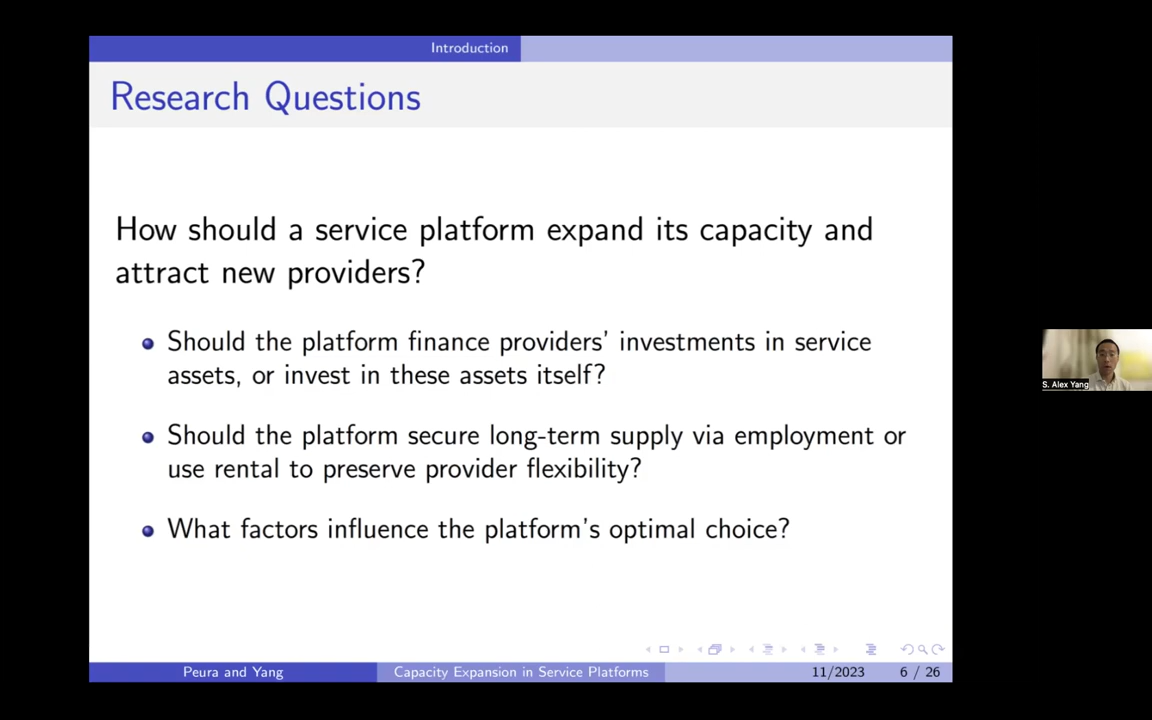 Introduction
Research Questions
How should a service platform expand its capacity and
attract new providers?
Should the platform finance providers' investments in service
assets, or invest in these assets itself?
Should the platform secure long-term supply via employment or
use rental to preserve provider flexibility?
What factors influence the platform's optimal choice?
S. Alex Yang
Peura and Yang
Capacity Expansion in Service Platforms
11/2023
6 / 26